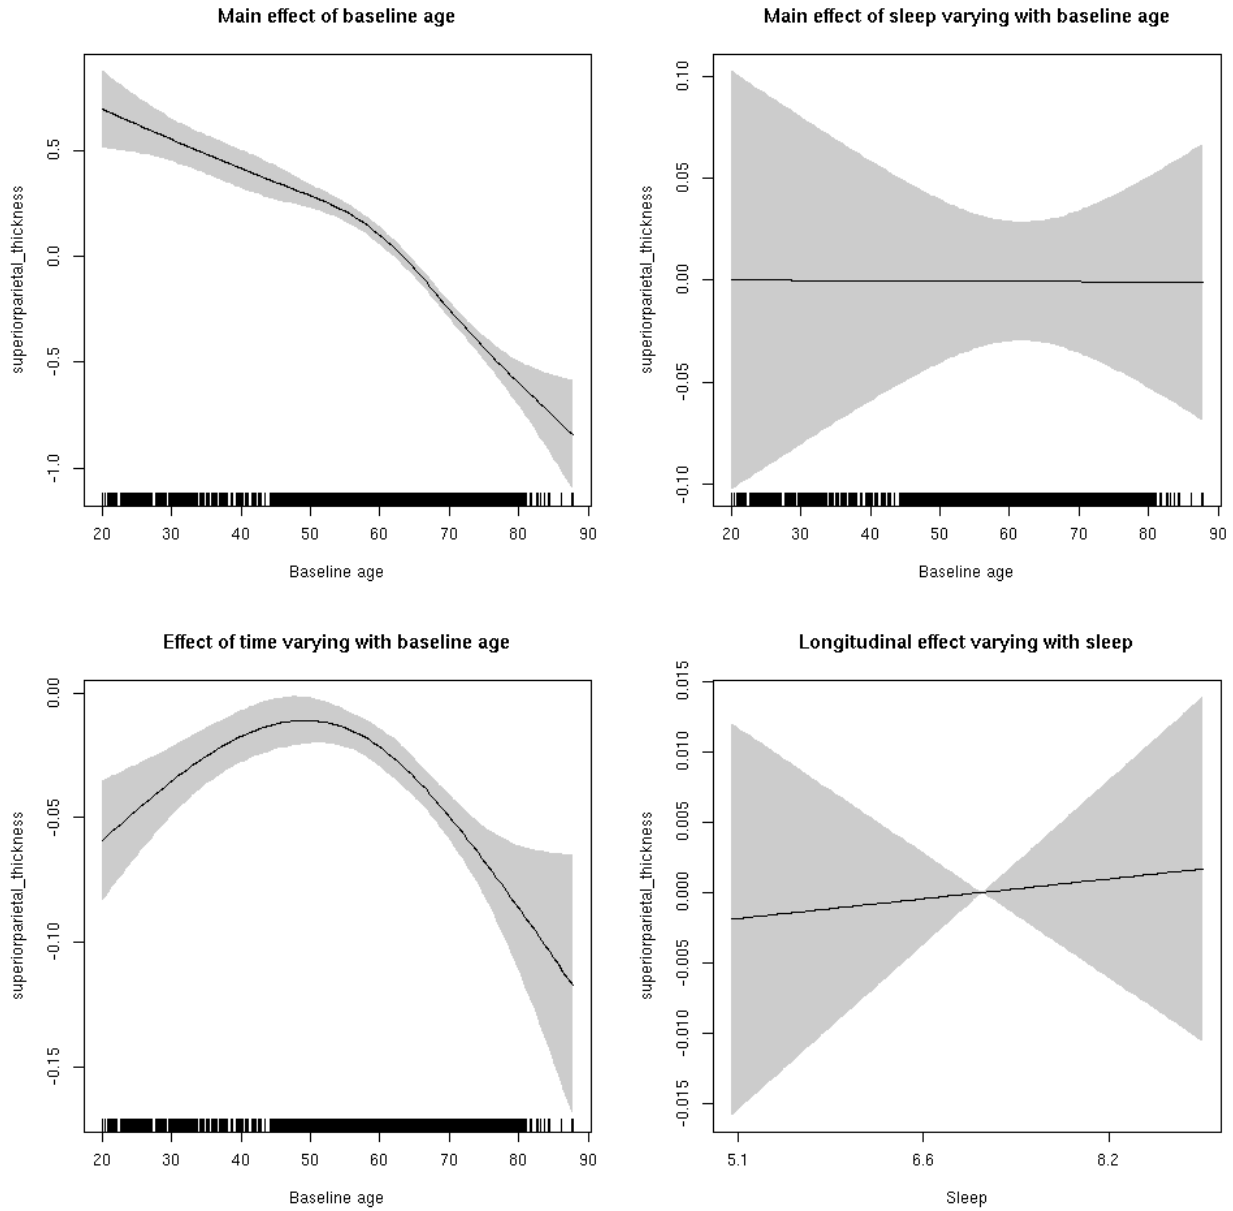 Main effect of baseline age
superiorparietal_thickness
0.5
0.0
-0.5
-1.0
20 30 40 50 60 70 80 90
Baseline age
Main effect of sleep varying with baseline age
superiorparietal_thickness
0.10
0.05
0.00
-0.05
-0.10
20 30 40 50 60 70 80 90
Baseline age
Effect of time varying with baseline age
superiorparietal_thickness
0.00
-0.05
-0.10
-0.15
20 30 40 50 60 70 80 90
Baseline age
Longitudinal effect varying with sleep
superiorparietal_thickness
0.015
0.010
0.005
0.000
-0.005
-0.010
-0.015
5.1 6.6 8.2
Sleep